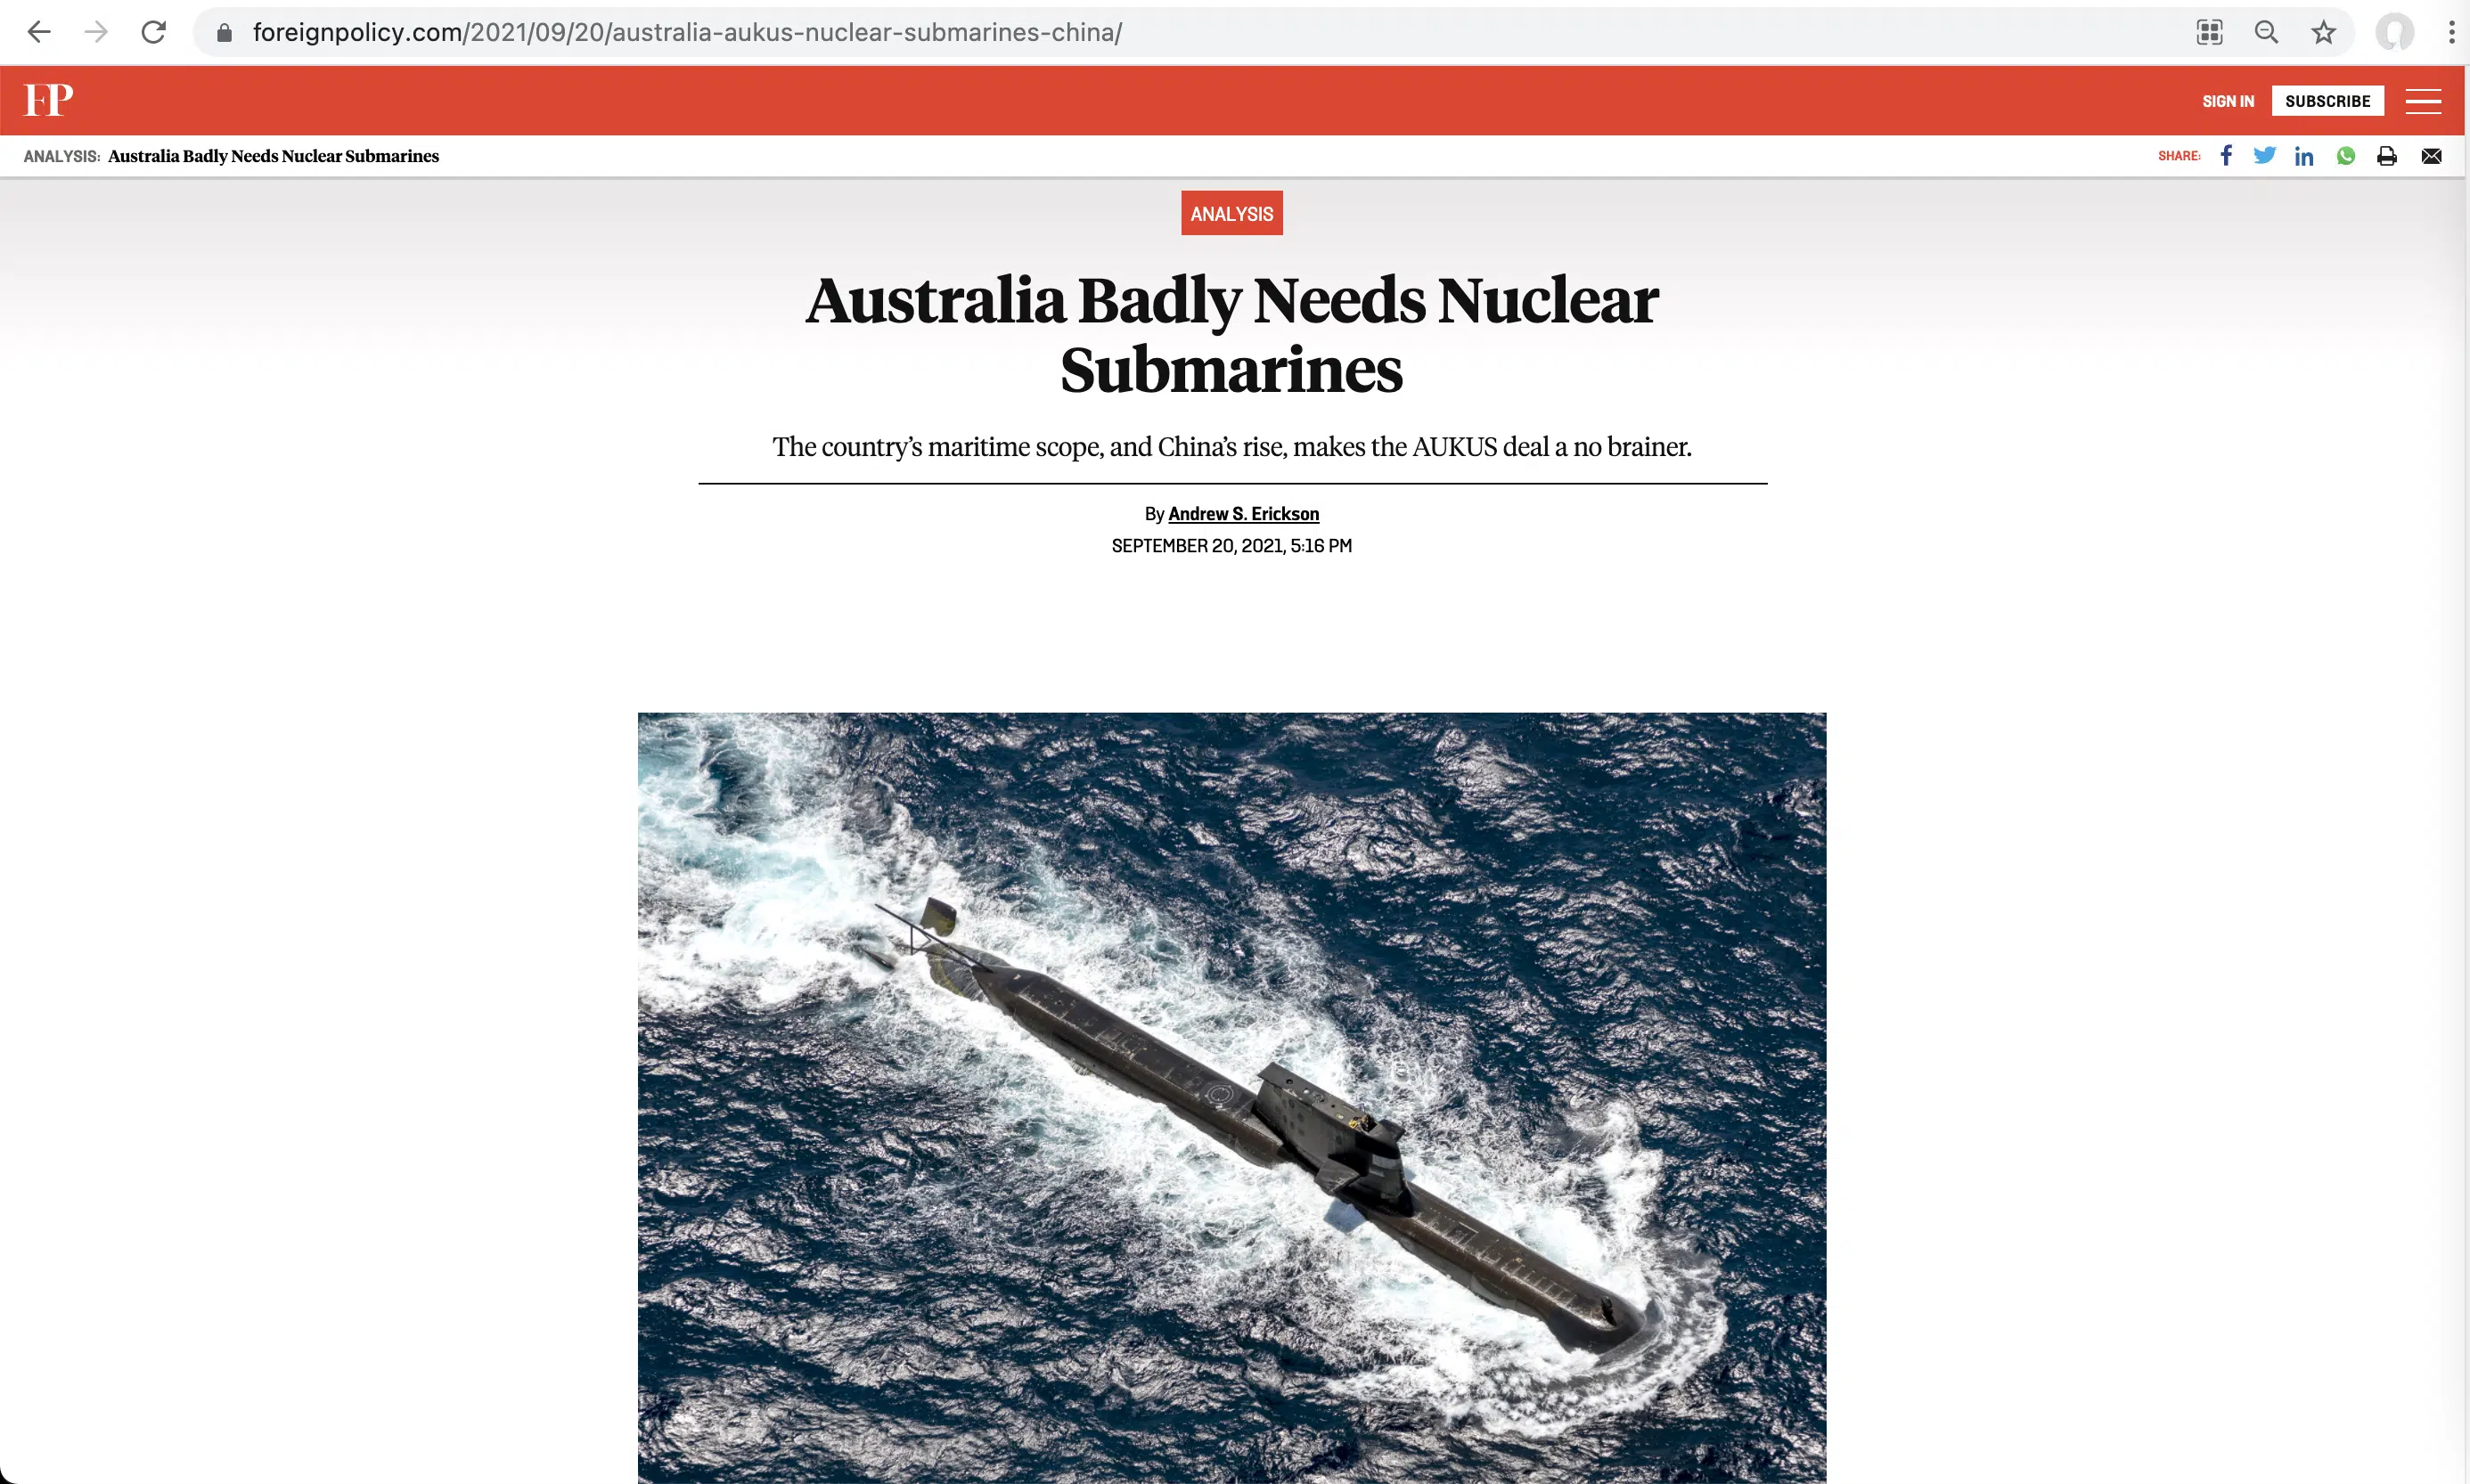 foreignpolicy.com/2021/09/20/australia-aukus-nuclear-submarines-china/
FP
SIGN IN
SUBSCRIBE
ANALYSIS: Australia Badly Needs Nuclear Submarines
SHARE:
ANALYSIS
Australia Badly Needs Nuclear
Submarines
The country’s maritime scope, and China’s rise, makes the AUKUS deal a no brainer.
By Andrew S. Erickson
SEPTEMBER 20, 2021, 5:16 PM